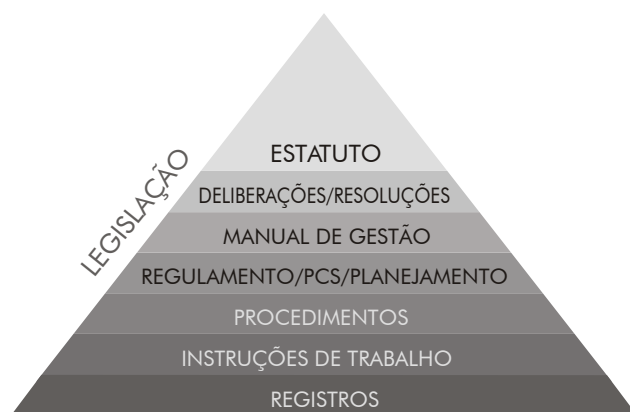 LEGISLAÇÃO
ESTATUTO
DELIBERAÇÕES/RESOLUÇÕES
MANUAL DE GESTÃO
REGULAMENTO/PCS/PLANEJAMENTO
PROCEDIMENTOS
INSTRUÇÕES DE TRABALHO
REGISTROS